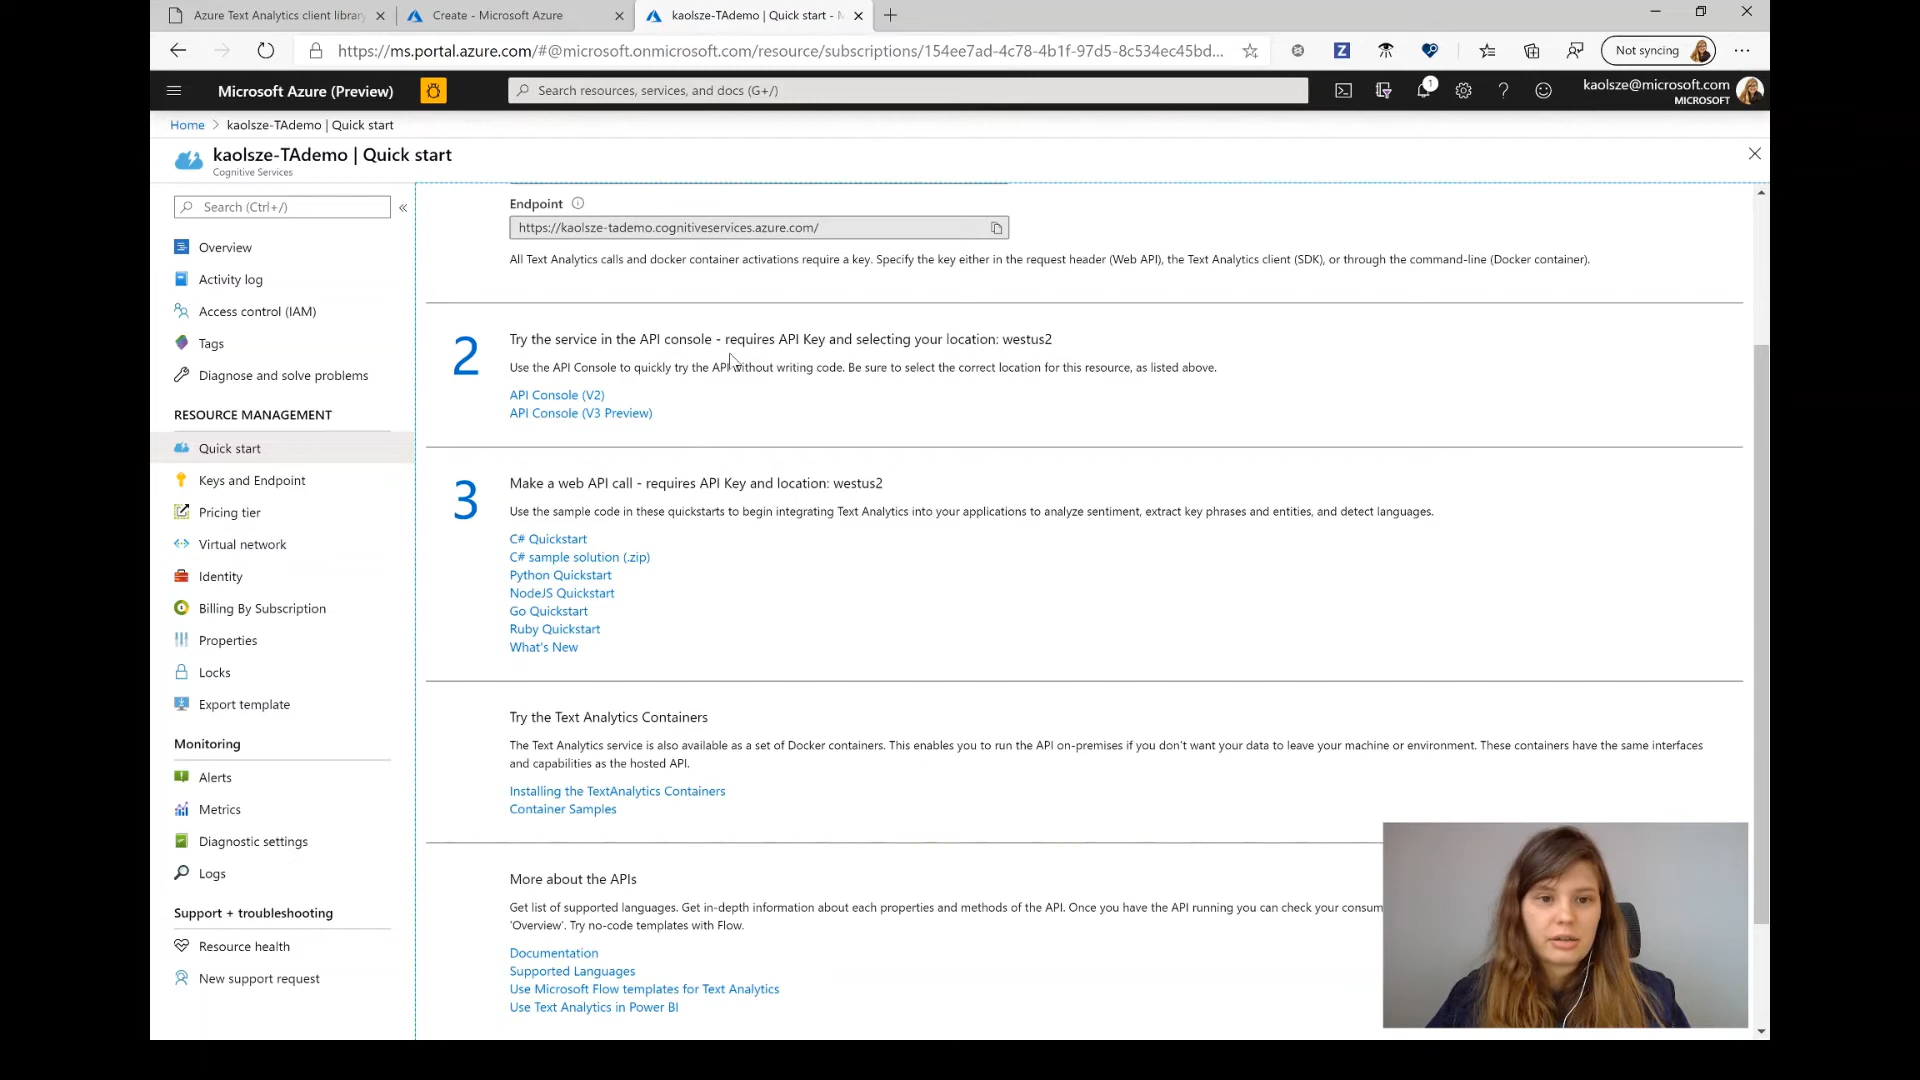 Azure Text Analytics client library
Create - Microsoft Azure
kaolsze-TAdemo | Quick start - M
https://ms.portal.azure.com/#@microsoft.onmicrosoft.com/resource/subscriptions/154ee7ad-4c78-4b1f-97d5-8c534ec45bd...
Not syncing
Microsoft Azure (Preview)
Search resources, services, and docs (G+/)
1
kaolsze@microsoft.com
MICROSOFT
Home > kaolsze-TAdemo | Quick start
kaolsze-TAdemo | Quick start
Cognitive Services
Search (Ctrl+/)
«
Overview
Activity log
Access control (IAM)
Tags
Diagnose and solve problems
RESOURCE MANAGEMENT
Quick start
Keys and Endpoint
Pricing tier
Virtual network
Identity
Billing By Subscription
Properties
Locks
Export template
Monitoring
Alerts
Metrics
Diagnostic settings
Logs
Support + troubleshooting
Resource health
New support request
Endpoint
https://kaolsze-tademo.cognitiveservices.azure.com/
All Text Analytics calls and docker container activations require a key. Specify the key either in the request header (Web API), the Text Analytics client (SDK), or through the command-line (Docker container).
2
Try the service in the API console - requires API Key and selecting your location: westus2
Use the API Console to quickly try the API without writing code. Be sure to select the correct location for this resource, as listed above.
API Console (V2)
API Console (V3 Preview)
3
Make a web API call - requires API Key and location: westus2
Use the sample code in these quickstarts to begin integrating Text Analytics into your applications to analyze sentiment, extract key phrases and entities, and detect languages.
C# Quickstart
C# sample solution (.zip)
Python Quickstart
NodeJS Quickstart
Go Quickstart
Ruby Quickstart
What's New
Try the Text Analytics Containers
The Text Analytics service is also available as a set of Docker containers. This enables you to run the API on-premises if you don't want your data to leave your machine or environment. These containers have the same interfaces
and capabilities as the hosted API.
Installing the TextAnalytics Containers
Container Samples
More about the APIs
Get list of supported languages. Get in-depth information about each properties and methods of the API. Once you have the API running you can check your consum
'Overview'. Try no-code templates with Flow.
Documentation
Supported Languages
Use Microsoft Flow templates for Text Analytics
Use Text Analytics in Power BI